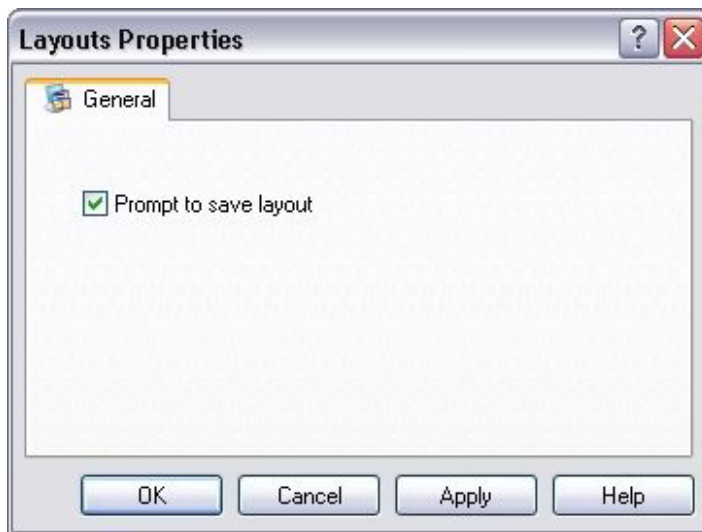 Layouts Properties
General
Prompt to save layout
OK Cancel Apply Help